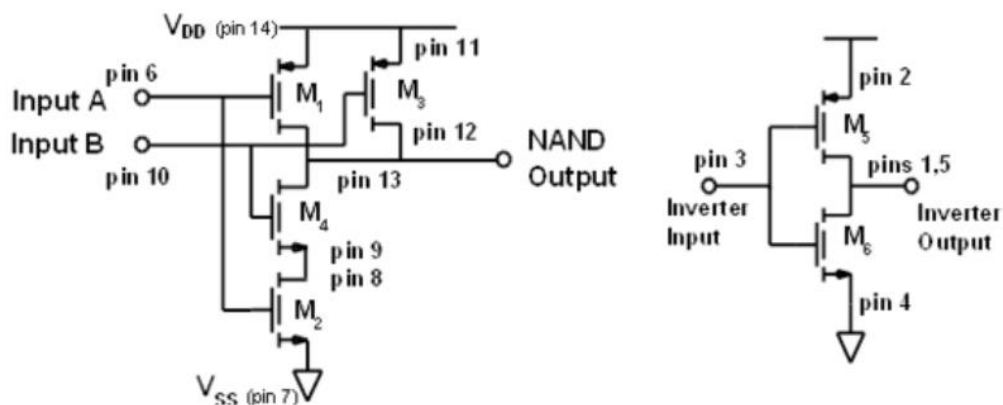 V_DD (pin 14)
pin 11
pin 6
Input A
M1
M3
Input B
pin 12
pin 10
pin 13
NAND
Output
M4
pin 9
pin 8
M2
V_SS (pin 7)
pin 2
M5
pin 3
pins 1,5
Inverter
Input
Inverter
Output
M6
pin 4